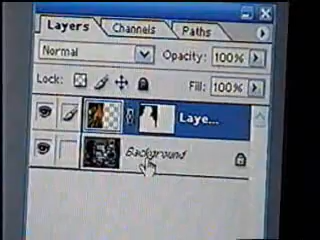 Layers Channels Paths
Normal Opacity: 100%
Lock: Fill: 100%
Laye...
Background